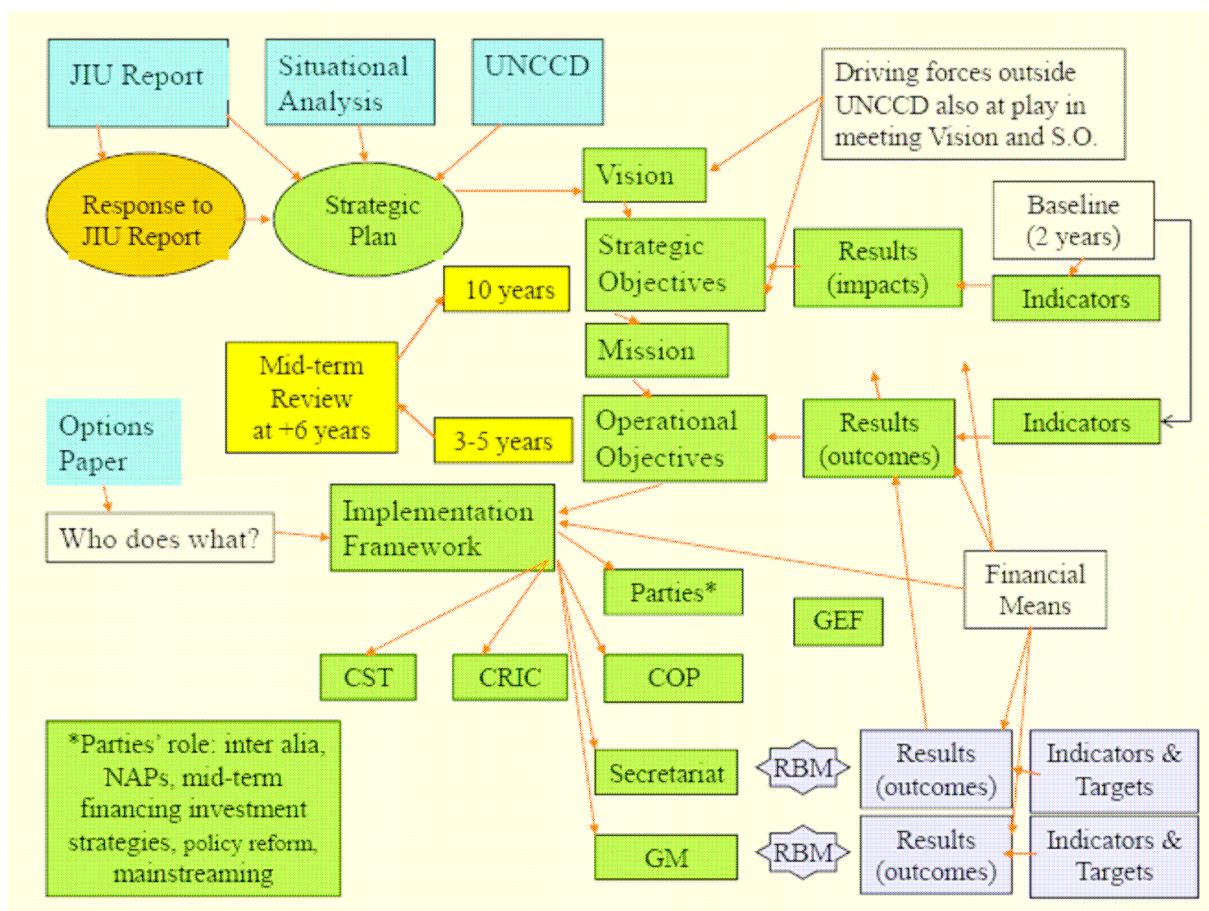 JIU Report
Situational
Analysis
UNCCD
Driving forces outside
UNCCD also at play in
meeting Vision and S.O.
Response to
JIU Report
Strategic
Plan
Vision
Baseline
(2 years)
Strategic
Objectives
Results
(impacts)
Indicators
10 years
Mission
Mid-term
Review
at +6 years
3-5 years
Options
Paper
Operational
Objectives
Results
(outcomes)
Indicators
Who does what?
Implementation
Framework
Financial
Means
Parties*
GEF
CST
CRIC
COP
*Parties’ role: inter alia,
NAPs, mid-term
financing investment
strategies, policy reform,
mainstreaming
Secretariat
RBM
Results
(outcomes)
Indicators &
Targets
GM
RBM
Results
(outcomes)
Indicators &
Targets